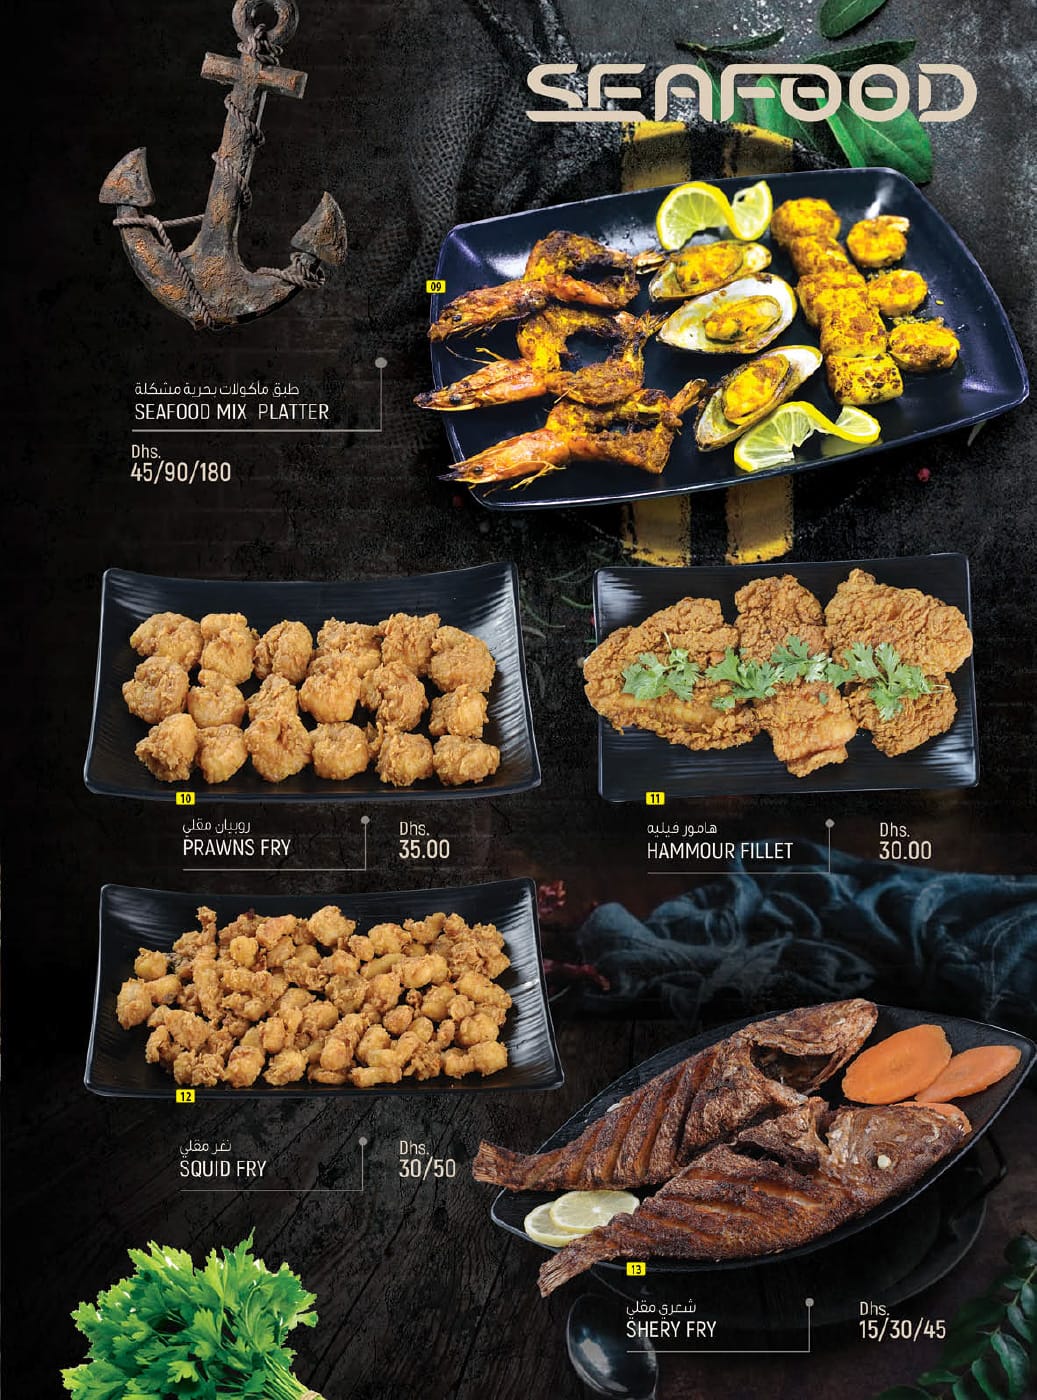 SEAFOOD
09
طبق مأكولات بحرية مشكلة
SEAFOOD MIX PLATTER
Dhs.
45/90/180
10
روبيان مقلي
PRAWNS FRY
Dhs.
35.00
11
هامور فيليه
HAMMOUR FILLET
Dhs.
30.00
12
نغر مقلي
SQUID FRY
Dhs.
30/50
13
شعري مقلي
SHERY FRY
Dhs.
15/30/45